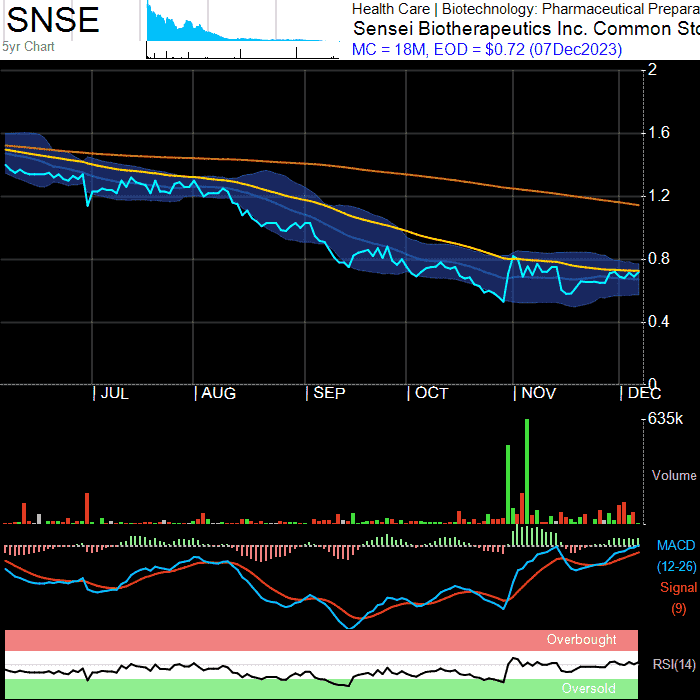 SNSE
5yr Chart
Health Care | Biotechnology: Pharmaceutical Prepara
Sensei Biotherapeutics Inc. Common Sto
MC = 18M, EOD = $0.72 (07Dec2023)
2
1.6
1.2
0.8
0.4
0
JUL AUG SEP OCT NOV DEC
635k
Volume
MACD
(12-26)
Signal
(9)
Overbought
RSI(14)
Oversold